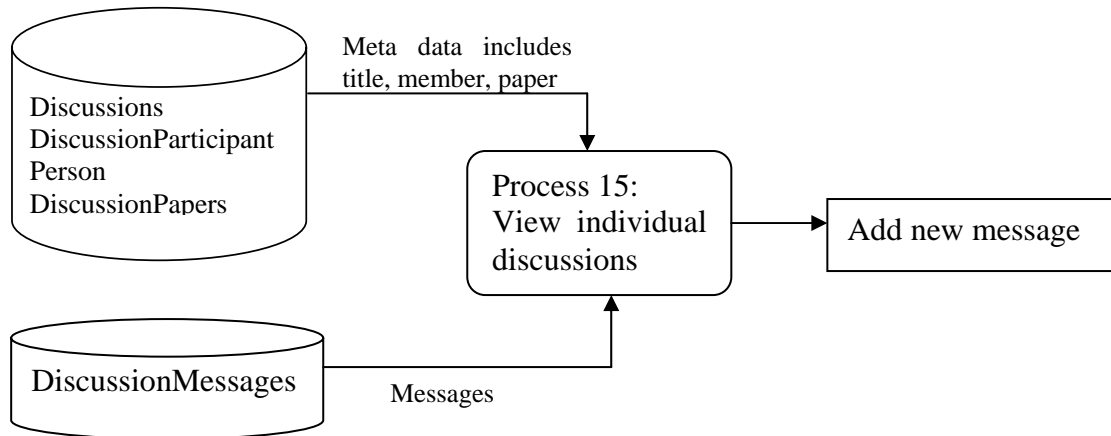 Meta data includes
title, member, paper
Discussions
DiscussionParticipant
Person
DiscussionPapers
Process 15:
View individual
discussions
Add new message
DiscussionMessages
Messages